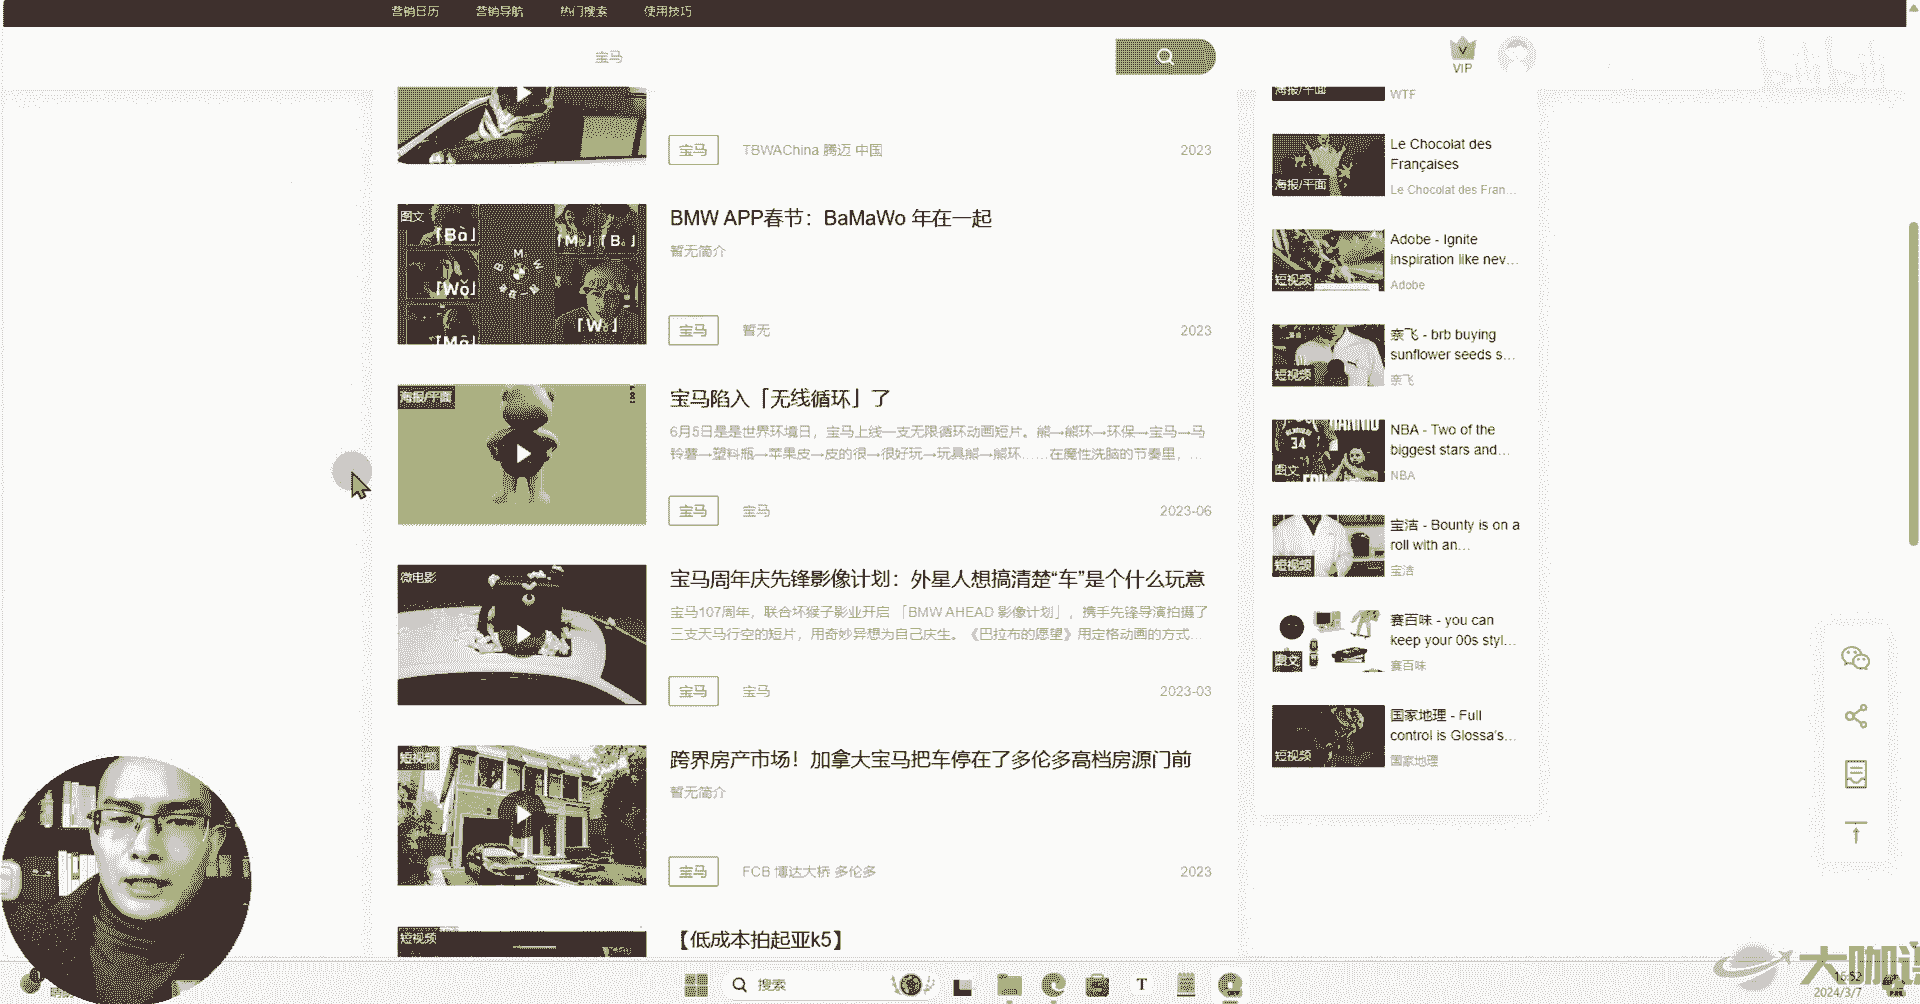 营销日历 营销导航 热门搜索 使用技巧
宝马
VIP
bilibili
宝马 TBWAChina 腾迈 中国 2023
图文
「Bà」
「Wǒ」
BMW APP春节：BaMaWo 年在一起
暂无简介
宝马 暂无 2023
海报/平面
宝马陷入「无线循环」了
6月5日是是世界环境日，宝马上线一支无限循环动画短片。熊→熊环→环保→宝马→马
铃薯→塑料瓶→苹果皮→皮的很→很好玩→玩具熊→熊环……在魔性洗脑的节奏里，...
宝马 宝马 2023-06
微电影
宝马周年庆先锋影像计划：外星人想搞清楚“车”是个什么玩意
宝马107周年，联合坏猴子影业开启 「BMW AHEAD 影像计划」，携手先锋导演拍摄了
三支天马行空的短片，用奇妙异想为自己庆生。《巴拉布的愿望》用定格动画的方式...
宝马 宝马 2023-03
短视频
跨界房产市场！加拿大宝马把车停在了多伦多高档房源门前
暂无简介
宝马 FCB 博达大桥 多伦多 2023
短视频
【低成本拍起亚k5】
海报/平面
WTF
海报/平面
Le Chocolat des
Françaises
Le Chocolat des Fran...
短视频
Adobe - Ignite
inspiration like nev...
Adobe
短视频
奈飞 - brb buying
sunflower seeds s...
奈飞
34
图文
NBA - Two of the
biggest stars and...
NBA
短视频
宝洁 - Bounty is on a
roll with an...
宝洁
图文
赛百味 - you can
keep your 00s styl...
赛百味
短视频
国家地理 - Full
control is Glossa's...
国家地理
搜索
大咖
16:52
2024/3/7